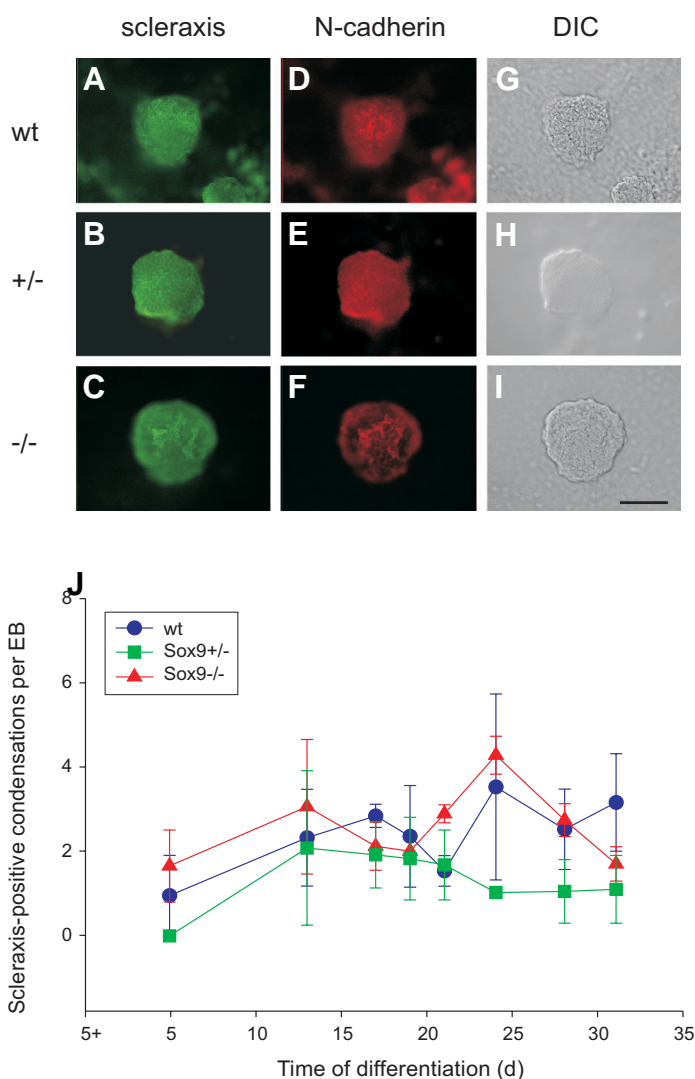 scleraxis N-cadherin DIC
wt A D G
+/- B E H
-/- C F I
J
Scleraxis-positive condensations per EB
8
6
4
2
0
wt
Sox9+/-
Sox9-/-
5+ 5 10 15 20 25 30 35
Time of differentiation (d)